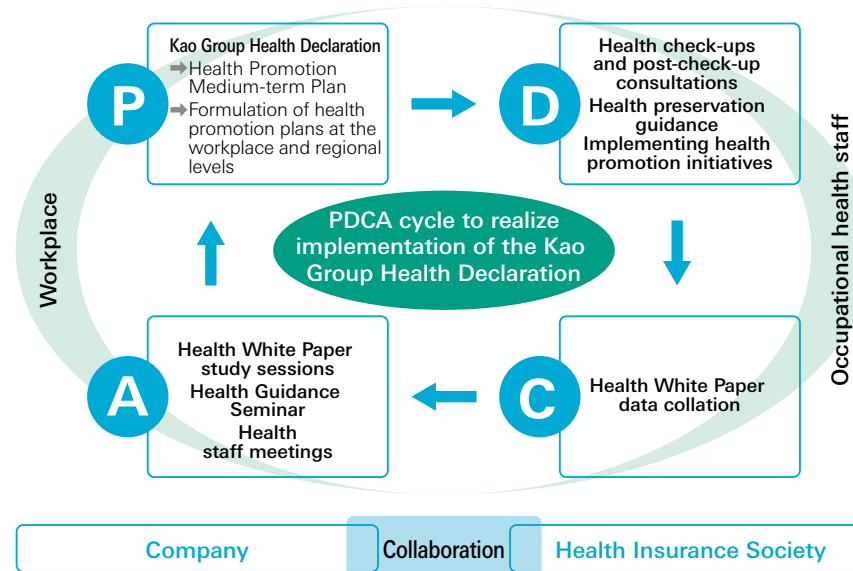 P
Kao Group Health Declaration
➡Health Promotion
Medium-term Plan
➡Formulation of health
promotion plans at the
workplace and regional
levels
D
Health check-ups
and post-check-up
consultations
Health preservation
guidance
Implementing health
promotion initiatives
Workplace
PDCA cycle to realize
implementation of the Kao
Group Health Declaration
Occupational health staff
A
Health White Paper
study sessions
Health Guidance
Seminar
Health
staff meetings
C
Health White Paper
data collation
Company
Collaboration
Health Insurance Society